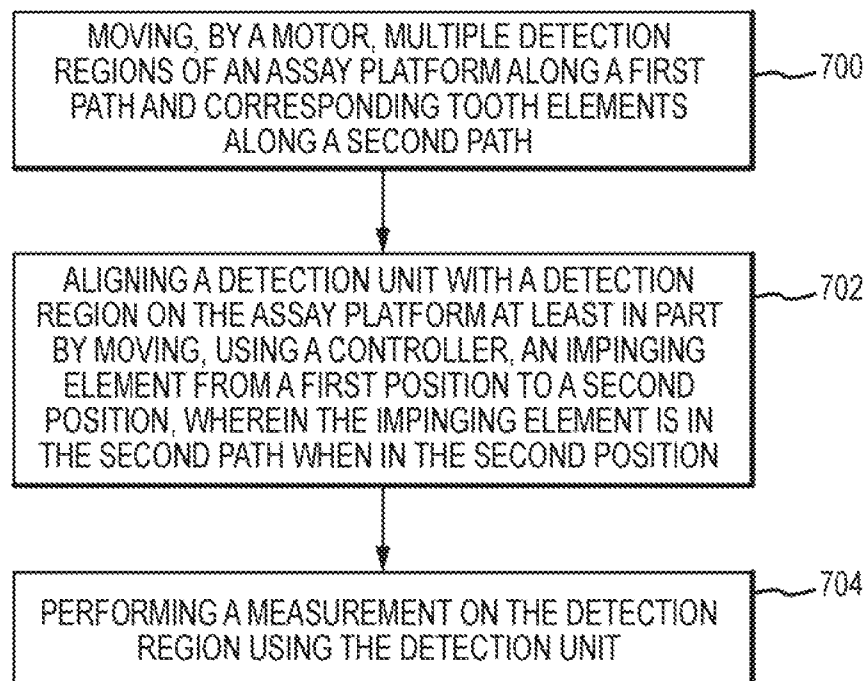 MOVING, BY A MOTOR, MULTIPLE DETECTION
REGIONS OF AN ASSAY PLATFORM ALONG A FIRST
PATH AND CORRESPONDING TOOTH ELEMENTS
ALONG A SECOND PATH
700
ALIGNING A DETECTION UNIT WITH A DETECTION
REGION ON THE ASSAY PLATFORM AT LEAST IN PART
BY MOVING, USING A CONTROLLER, AN IMPINGING
ELEMENT FROM A FIRST POSITION TO A SECOND
POSITION, WHEREIN THE IMPINGING ELEMENT IS IN
THE SECOND PATH WHEN IN THE SECOND POSITION
702
PERFORMING A MEASUREMENT ON THE DETECTION
REGION USING THE DETECTION UNIT
704